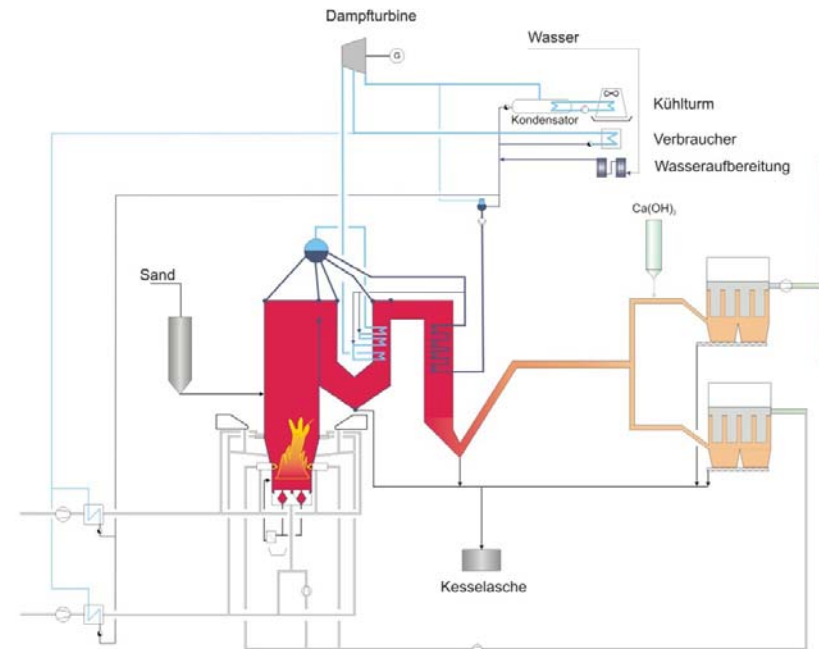 Dampfturbine
G
Wasser
Kondensator
Kühlturm
Verbraucher
Wasseraufbereitung
Ca(OH)₂
Sand
Kesselasche